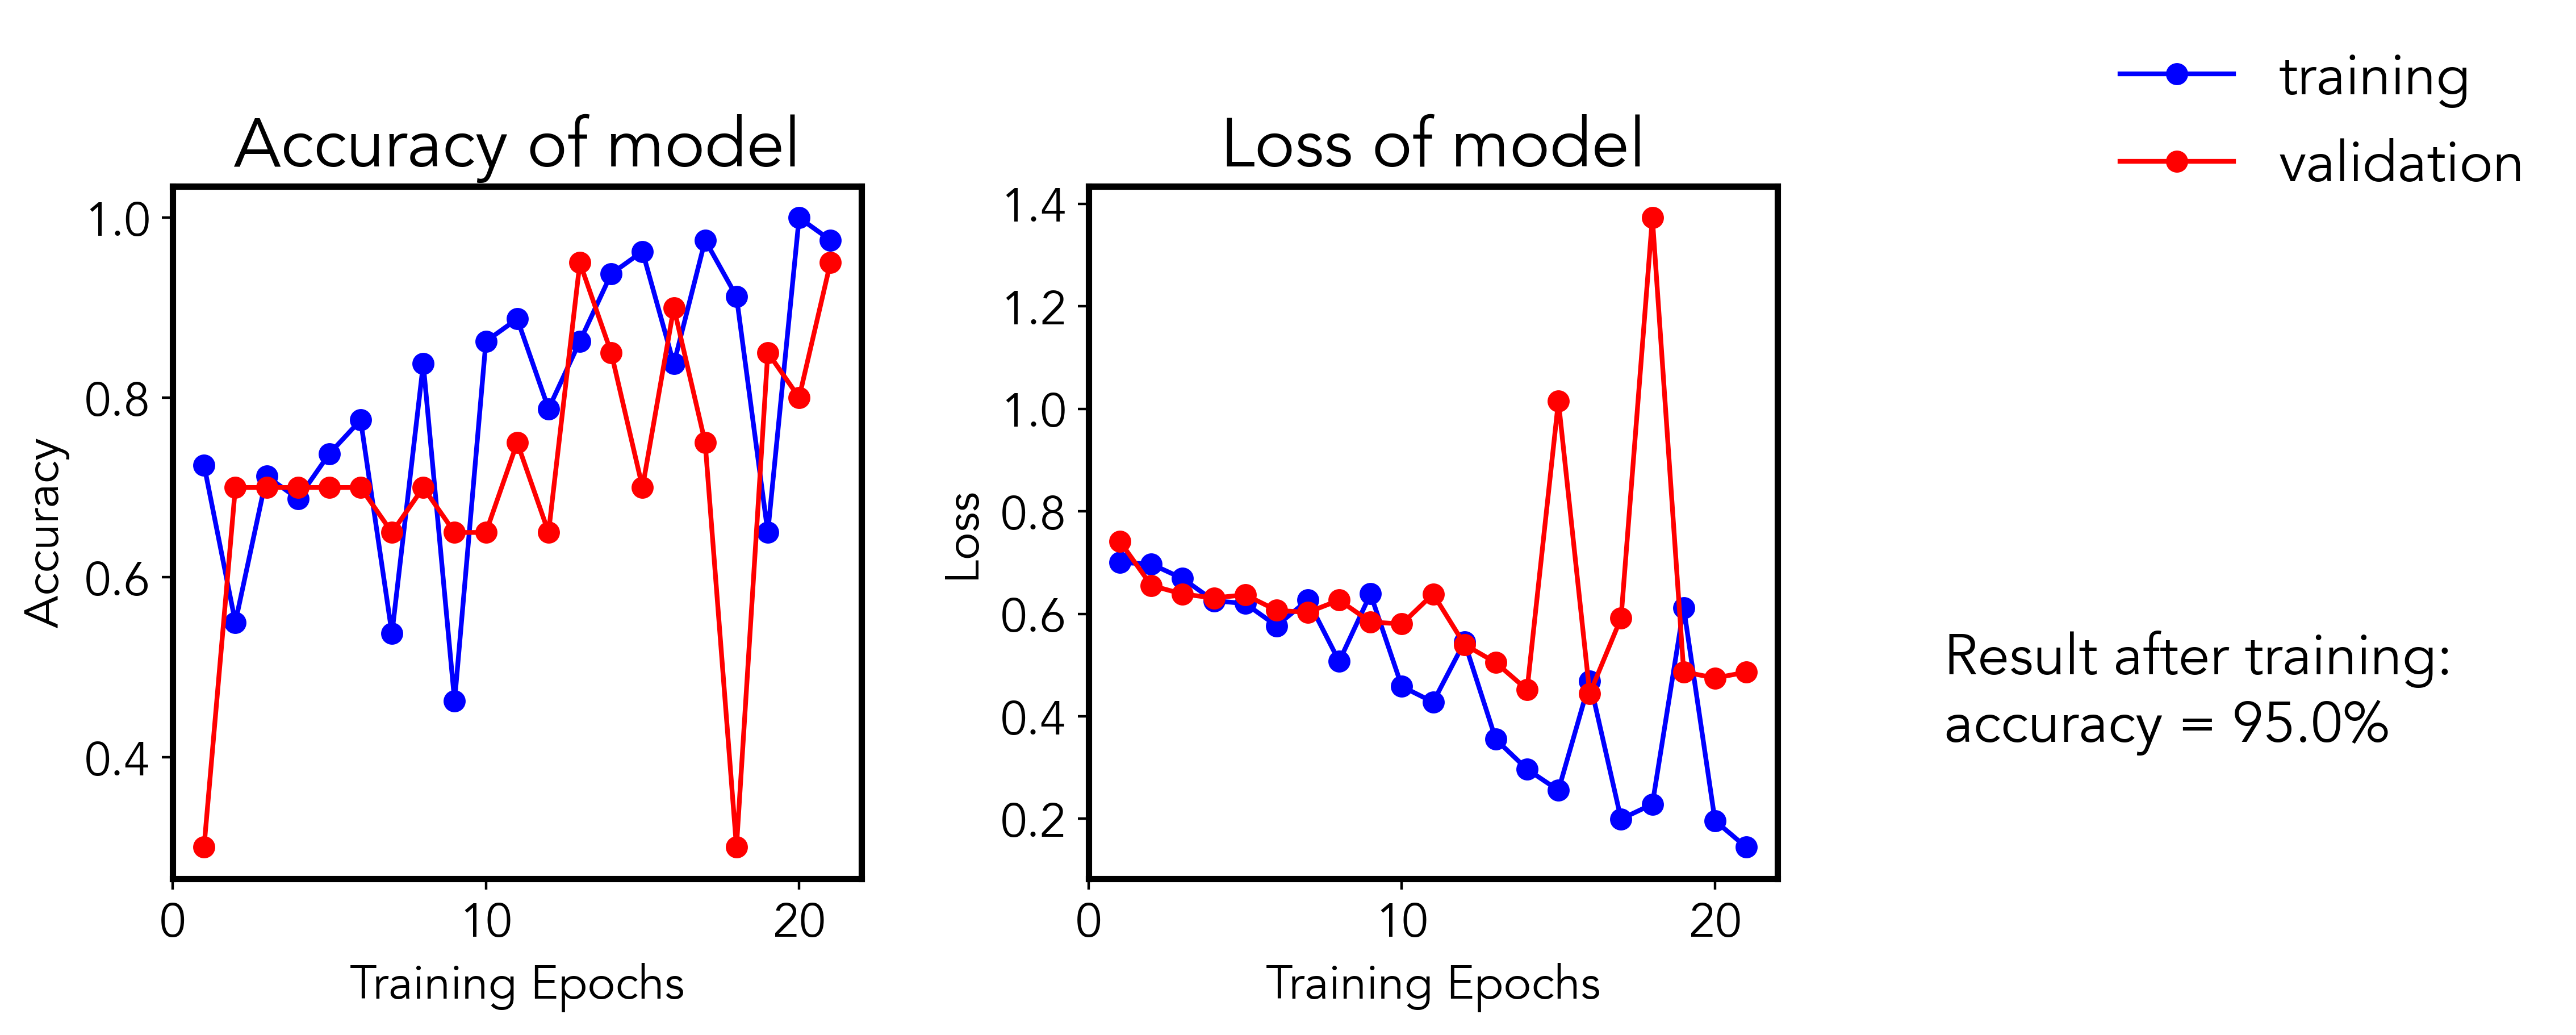 training
validation
Accuracy of model
Accuracy
1.0
0.8
0.6
0.4
0
10
20
Training Epochs
Loss of model
Loss
1.4
1.2
1.0
0.8
0.6
0.4
0.2
0
10
20
Training Epochs
Result after training:
accuracy = 95.0%